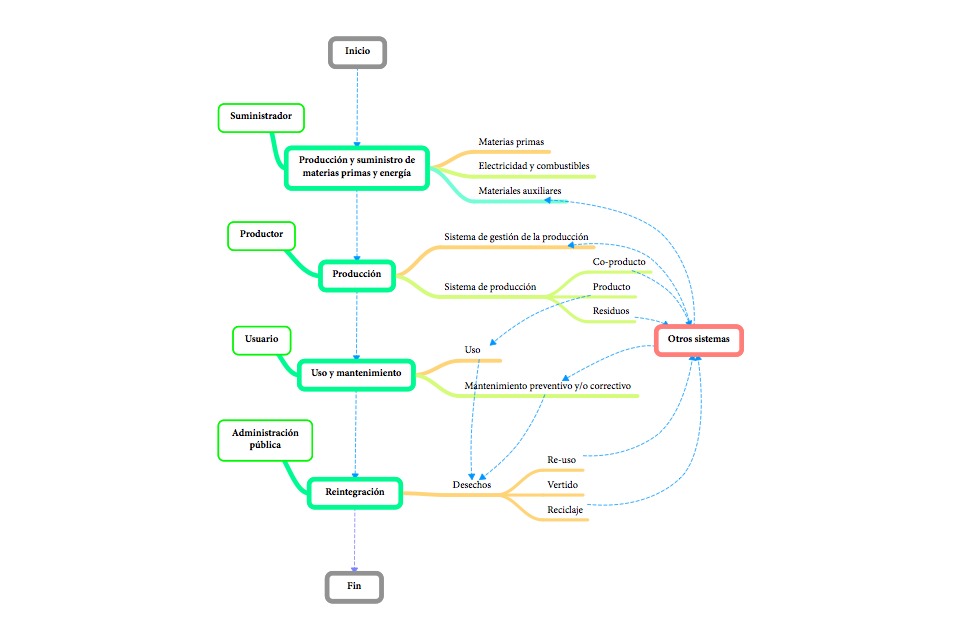 Inicio
Suministrador
Producción y suministro de
materias primas y energía
Materias primas
Electricidad y combustibles
Materiales auxiliares
Productor
Producción
Sistema de gestión de la producción
Sistema de producción
Co-producto
Producto
Residuos
Otros sistemas
Usuario
Uso y mantenimiento
Uso
Mantenimiento preventivo y/o correctivo
Administración
pública
Reintegración
Desechos
Re-uso
Vertido
Reciclaje
Fin